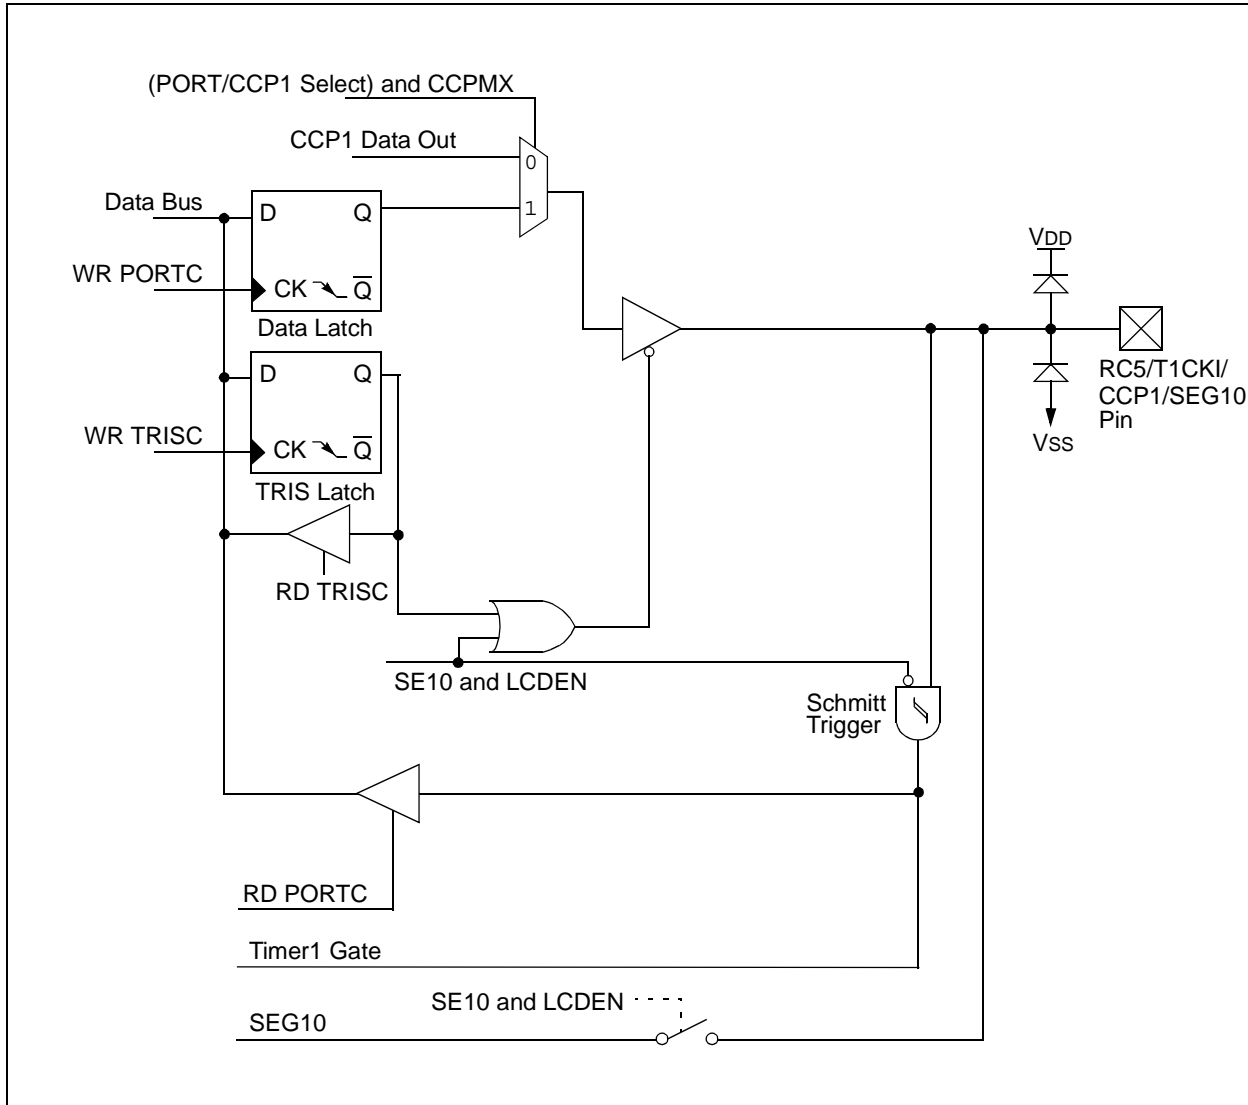 (PORT/CCP1 Select) and CCPMX
CCP1 Data Out
0
Data Bus
D
Q
1
WR PORTC
CK
Q
Data Latch
VDD
D
Q
RC5/T1CKI/
CCP1/SEG10
Pin
WR TRISC
CK
Q
VSS
TRIS Latch
RD TRISC
SE10 and LCDEN
Schmitt
Trigger
RD PORTC
Timer1 Gate
SE10 and LCDEN
SEG10